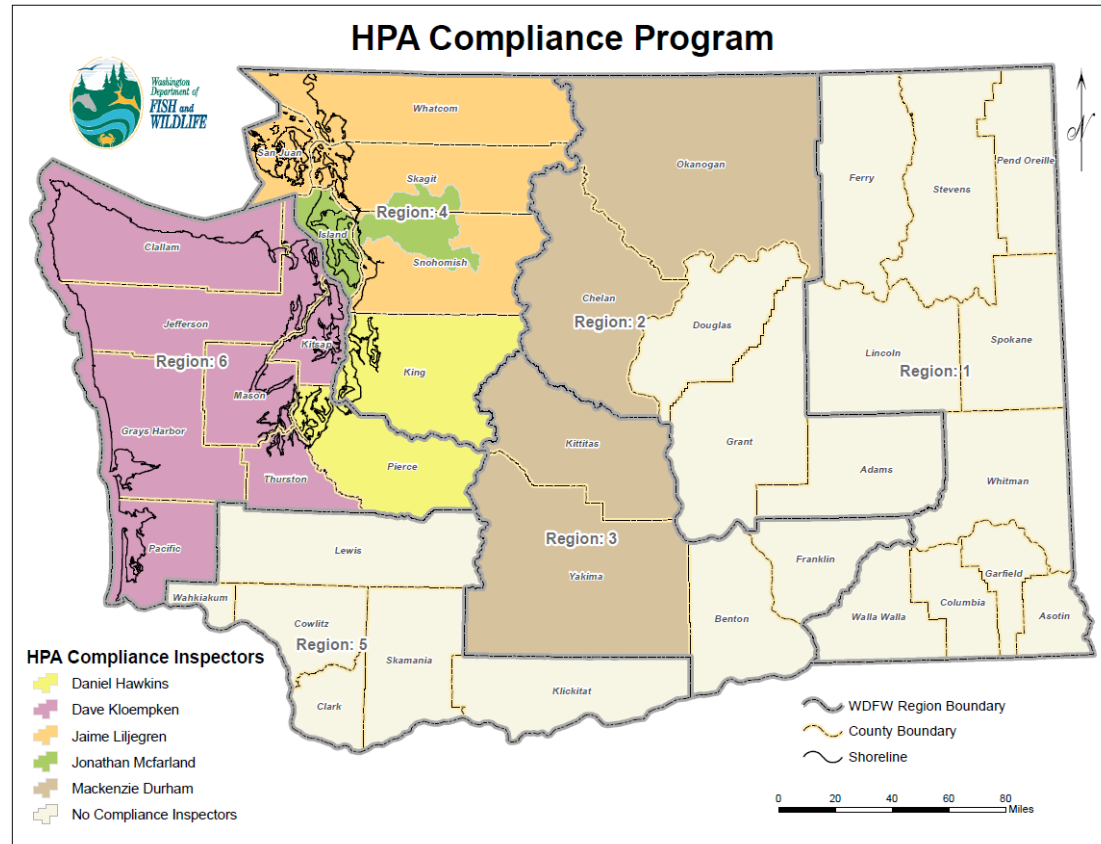 HPA Compliance Program
Washington
Department of
FISH and
WILDLIFE
N
Whatcom
San Juan
Skagit
Region: 4
Island
Snohomish
Okanogan
Ferry
Stevens
Pend Oreille
Clallam
Jefferson
Kitsap
Region: 6
Mason
Grays Harbor
King
Chelan
Region: 2
Douglas
Lincoln
Spokane
Region: 1
Pierce
Thurston
Kittitas
Grant
Adams
Whitman
Pacific
Lewis
Region: 3
Yakima
Franklin
Benton
Walla Walla
Columbia
Garfield
Asotin
Wahkiakum
Cowlitz
Region: 5
Skamania
Clark
Klickitat
HPA Compliance Inspectors
Daniel Hawkins
Dave Kloempken
Jaime Liljegren
Jonathan Mcfarland
Mackenzie Durham
No Compliance Inspectors
WDFW Region Boundary
County Boundary
Shoreline
0 20 40 60 80
Miles